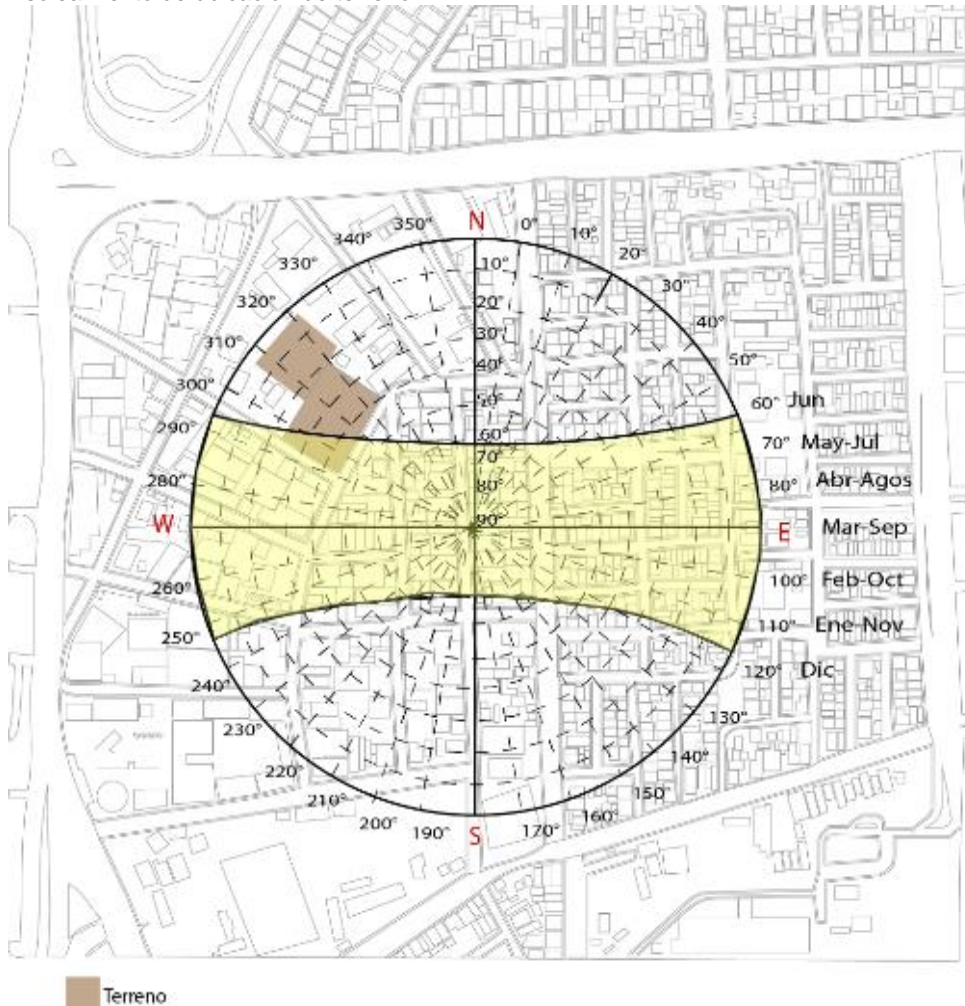 N
350° 0°
340° 10°
330° 20°
320° 30°
310° 40°
300° 50°
290° 60° Jun
280° 70° May-Jul
80° Abr-Agos
W E Mar-Sep
260° 100° Feb-Oct
250° 110° Ene-Nov
240° 120° Dic
230° 130°
220° 140°
210° 150°
200° 160°
190° 170°
S
10°
20°
30°
40°
50°
60°
70°
80°
90°
Terreno